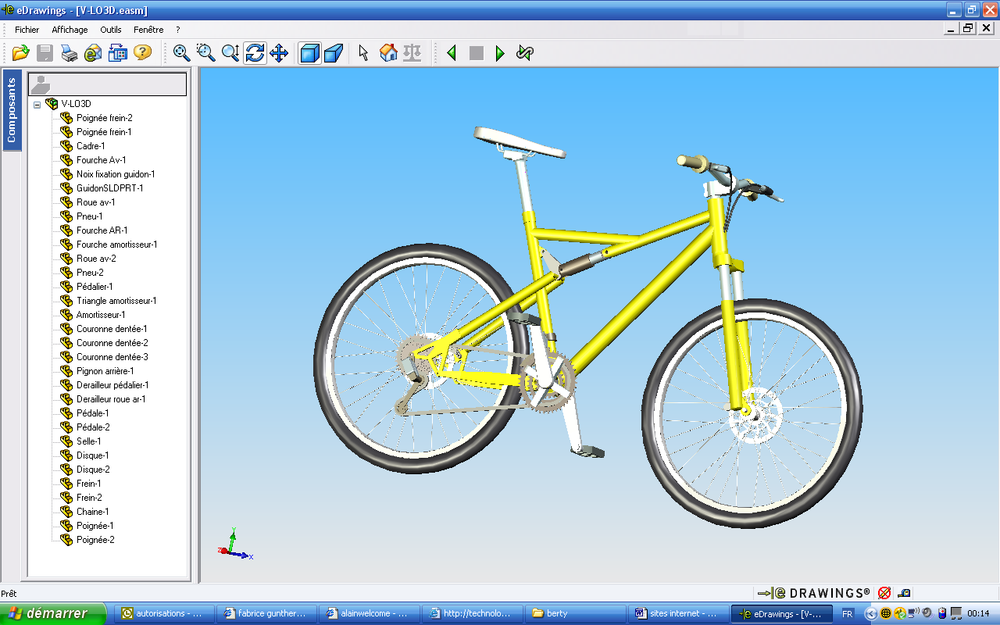 eDrawings - [V-LO3D.easm]
Fichier Affichage Outils Fenêtre ?
Composants
V-LO3D
Poignée frein-2
Poignée frein-1
Cadre-1
Fourche Av-1
Noix fixation guidon-1
GuidonSLDPRT-1
Roue av-1
Pneu-1
Fourche AR-1
Fourche amortisseur-1
Roue av-2
Pneu-2
Pédalier-1
Triangle amortisseur-1
Amortisseur-1
Couronne dentée-1
Couronne dentée-2
Couronne dentée-3
Pignon arrière-1
Derailleur pédalier-1
Derailleur roue ar-1
Pédale-1
Pédale-2
Selle-1
Disque-1
Disque-2
Frein-1
Frein-2
Chaine-1
Poignée-1
Poignée-2
Y
Z
X
Prêt
e DRAWINGS®
démarrer
autorisations - ...
fabrice gunther...
alainwelcome - ...
http://technolo...
berty
sites internet - ...
eDrawings - [V-...
FR
00:14